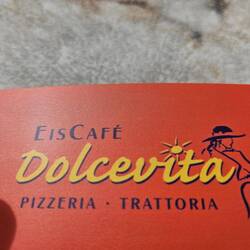 EISCAFÉ
Dolcevita
PIZZERIA · TRATTORIA